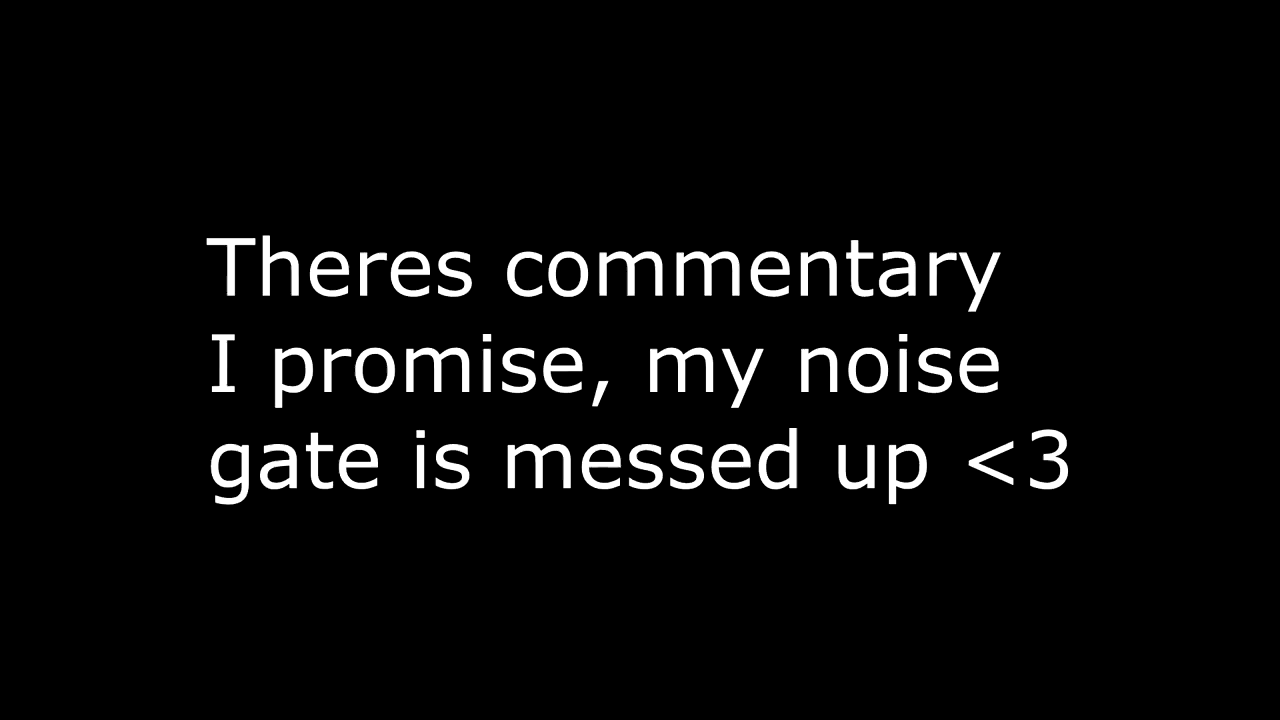 Theres commentary
I promise, my noise
gate is messed up <3